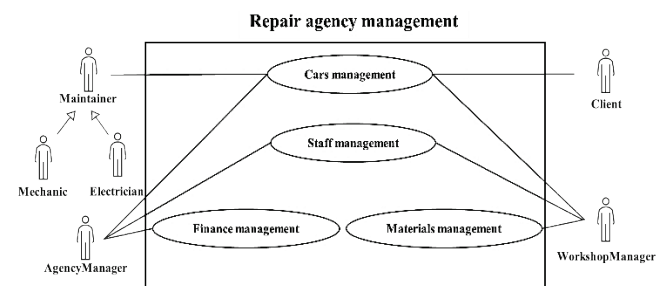 Repair agency management
Cars management
Maintainer
Client
Staff management
Mechanic
Electrician
Finance management
Materials management
AgencyManager
WorkshopManager